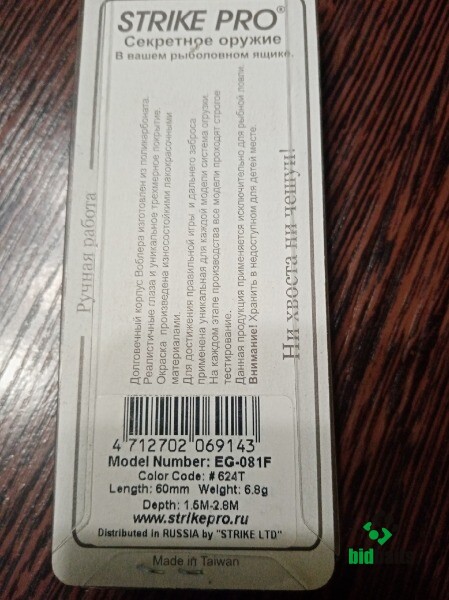 STRIKE PRO®
Секретное оружие
В вашем рыболовном ящике.
Ручная работа
Долговечный корпус Воблера изготовлен из поликарбоната.
Реалистичные глаза и уникальное трехмерное покрытие.
Окраска произведена износостойкими лакокрасочными
материалами.
Для достижения правильной игры и дальнего заброса
применена уникальная для каждой модели система огрузки.
На каждом этапе производства все модели проходят строгое
тестирование.
Данная продукция применяется исключительно для рыбной ловли.
Внимание! Хранить в недоступном для детей месте.
Ни хвоста ни чешуи!
4 712702 069143
Model Number: EG-081F
Color Code: #624T
Length: 60mm Weight: 6.8g
Depth: 1.5M-2.8M
www.strikepro.ru
Distributed in RUSSIA by "STRIKE LTD"
Made in Taiwan